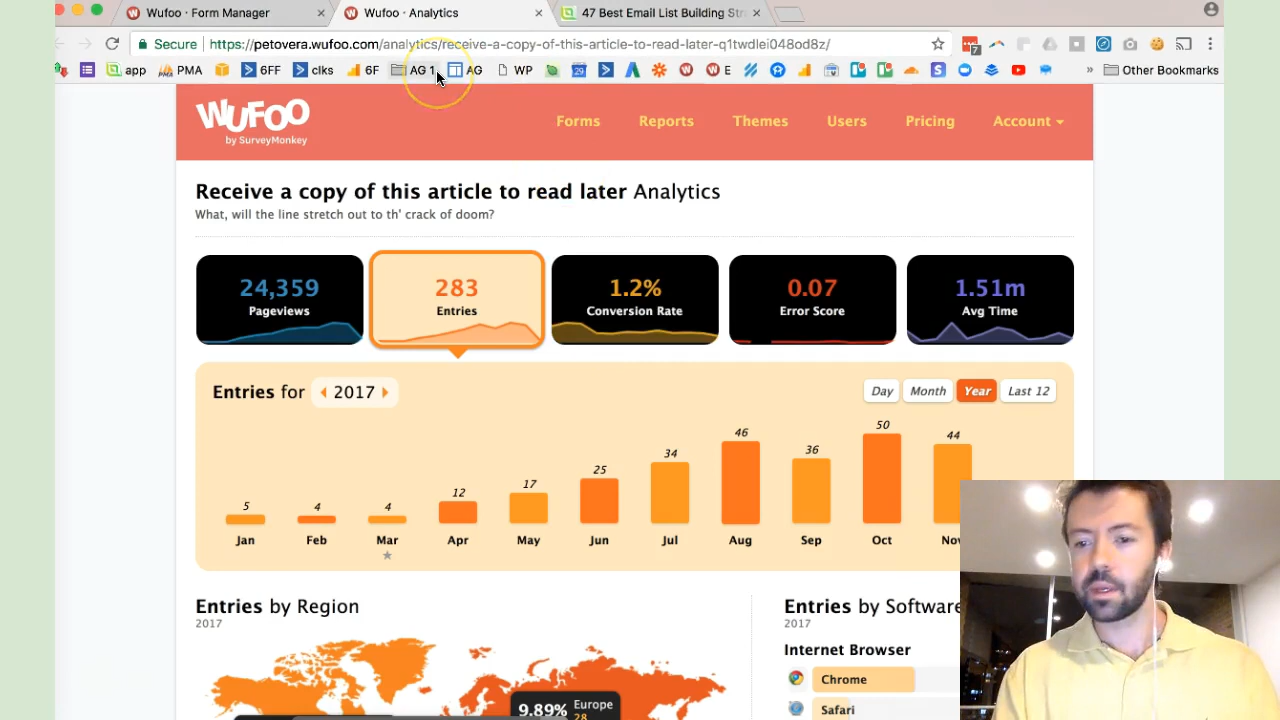 Wufoo · Form Manager
Wufoo · Analytics
47 Best Email List Building Str
Secure
https://petovera.wufoo.com/analytics/receive-a-copy-of-this-article-to-read-later-q1twdlei048od8z/
7
app
PMA
6FF
clks
6F
AG 1
AG
WP
29
E
S
»
Other Bookmarks
WUFOO
by SurveyMonkey
Forms
Reports
Themes
Users
Pricing
Account
Receive a copy of this article to read later Analytics
What, will the line stretch out to th' crack of doom?
24,359
Pageviews
283
Entries
1.2%
Conversion Rate
0.07
Error Score
1.51m
Avg Time
Entries for 2017
Day
Month
Year
Last 12
5
4
4
12
17
25
34
46
36
50
44
Jan
Feb
Mar
Apr
May
Jun
Jul
Aug
Sep
Oct
Nov
Entries by Region
2017
9.89% Europe
28
Entries by Software
2017
Internet Browser
Chrome
Safari